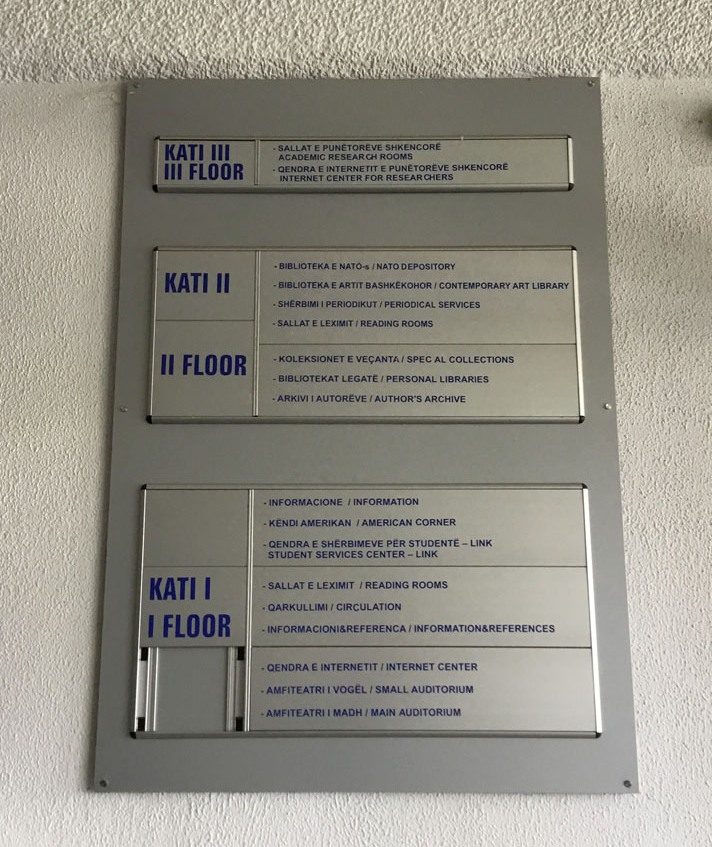 KATI III
III FLOOR
- SALLAT E PUNËTORËVE SHKENCORË
ACADEMIC RESEARCH ROOMS
- QENDRA E INTERNETIT E PUNËTORËVE SHKENCORË
INTERNET CENTER FOR RESEARCHERS
KATI II
II FLOOR
- BIBLIOTEKA E NATÓ-s / NATO DEPOSITORY
- BIBLIOTEKA E ARTIT BASHKËKOHOR / CONTEMPORARY ART LIBRARY
- SHËRBIMI I PERIODIKUT / PERIODICAL SERVICES
- SALLAT E LEXIMIT / READING ROOMS
- KOLEKSIONET E VEÇANTA / SPEC AL COLLECTIONS
- BIBLIOTEKAT LEGATË / PERSONAL LIBRARIES
- ARKIVI I AUTORËVE / AUTHOR'S ARCHIVE
KATI I
I FLOOR
- INFORMACIONE / INFORMATION
- KËNDI AMERIKAN / AMERICAN CORNER
- QENDRA E SHËRBIMEVE PËR STUDENTË – LINK
STUDENT SERVICES CENTER – LINK
- SALLAT E LEXIMIT / READING ROOMS
- QARKULLIMI / CIRCULATION
- INFORMACIONI&REFERENCA / INFORMATION&REFERENCES
- QENDRA E INTERNETIT / INTERNET CENTER
- AMFITEATRI I VOGËL / SMALL AUDITORIUM
- AMFITEATRI I MADH / MAIN AUDITORIUM